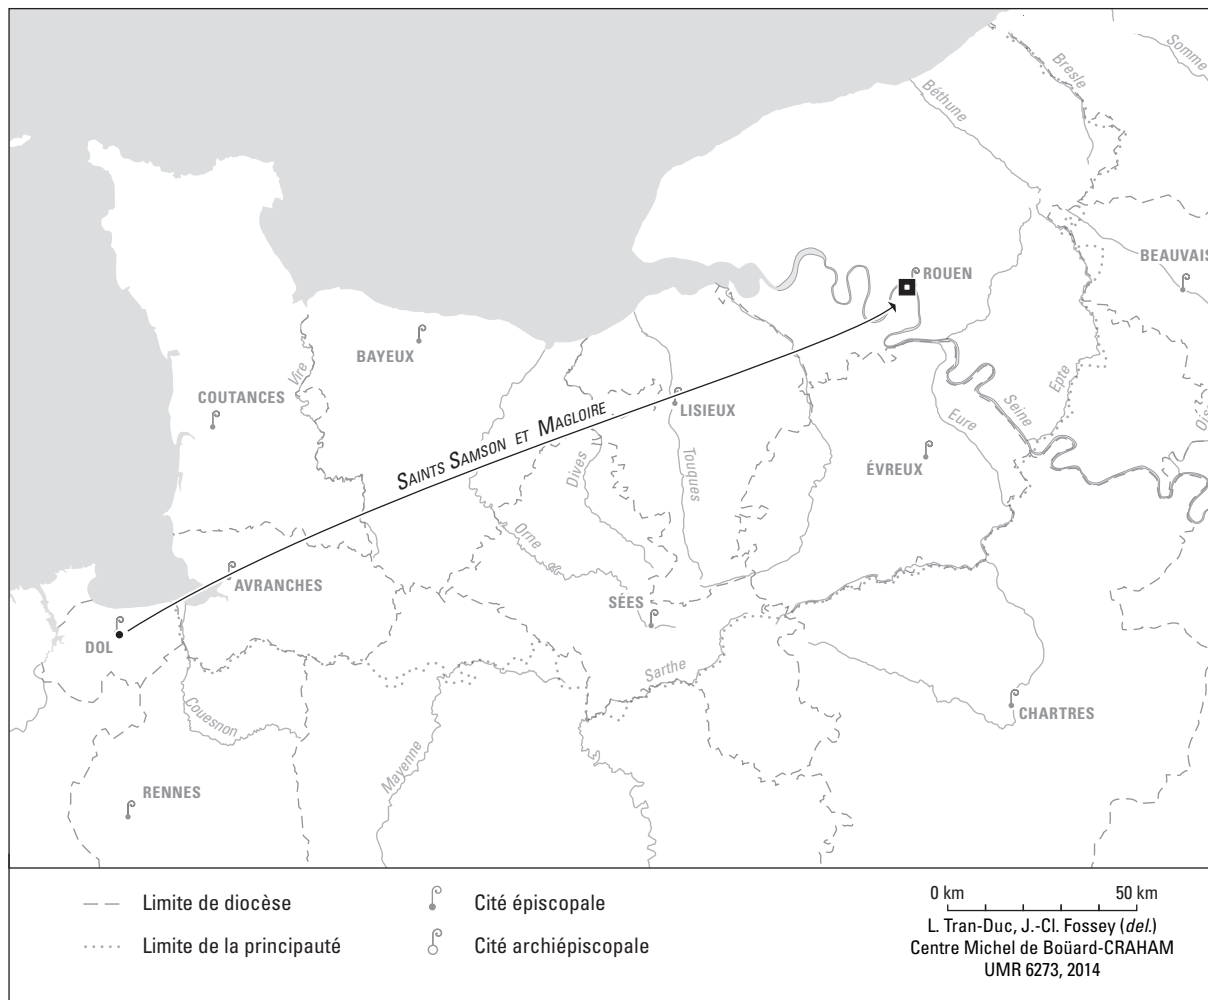 Somme
Bresle
Béthune
BEAUVAIS
ROUEN
BAYEUX
Vire
COUTANCES
Epte
LISIEUX
Seine
Eure
SAINTS SAMSON ET MAGLOIRE
Dives
Touques
ÉVREUX
Orne
AVRANCHES
SÉES
DOL
Sarthe
Couesnon
CHARTRES
Mayenne
RENNES
Limite de diocèse
Limite de la principauté
Cité épiscopale
Cité archiépiscopale
0 km 50 km
L. Tran-Duc, J.-Cl. Fossey (del.)
Centre Michel de Boüard-CRAHAM
UMR 6273, 2014